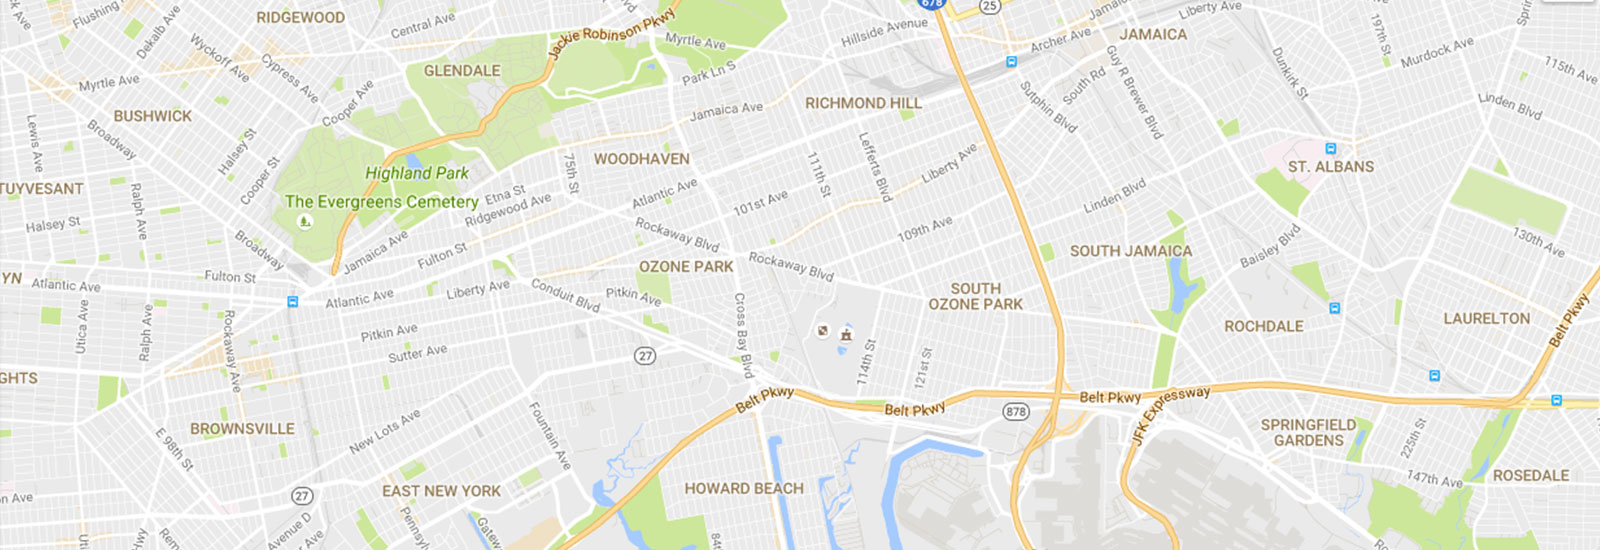 RIDGEWOOD
Central Ave
Jackie Robinson Pkwy
Myrtle Ave
Hillside Avenue
678
25
Archer Ave
JAMAICA
Liberty Ave
197th St
Murdock Ave
115th Ave
Flushing
Dekalb Ave
Wyckoff Ave
Cypress Ave
Cooper Ave
GLENDALE
Park Ln S
Myrtle Ave
BUSHWICK
Broadway
Lewis Ave
Halsey St
Cooper St
Jamaica Ave
RICHMOND HILL
Sutphin Blvd
South Rd
Guy R Brewer Blvd
Dunkirk St
Linden Blvd
Highland Park
The Evergreens Cemetery
75th St
WOODHAVEN
111th St
Lefferts Blvd
Liberty Ave
ST. ALBANS
TUYVESANT
Ralph Ave
Halsey St
Etna St
Ridgewood Ave
Atlantic Ave
101st Ave
109th Ave
Linden Blvd
Broadway
Jamaica Ave
Fulton St
Rockaway Blvd
Rockaway Blvd
OZONE PARK
SOUTH JAMAICA
Baisley Blvd
130th Ave
YN
Atlantic Ave
Fulton St
Atlantic Ave
Liberty Ave
Conduit Blvd
Pitkin Ave
Cross Bay Blvd
SOUTH
OZONE PARK
ROCHDALE
LAURELTON
Belt Pkwy
Utica Ave
Ralph Ave
Rockaway Ave
Pitkin Ave
Sutter Ave
27
114th St
121st St
GHTS
Belt Pkwy
Belt Pkwy
878
Belt Pkwy
JFK Expressway
SPRINGFIELD
GARDENS
225th St
BROWNSVILLE
E 98th St
New Lots Ave
Fountain Ave
147th Ave
ROSEDALE
27
EAST NEW YORK
HOWARD BEACH
Avenue D